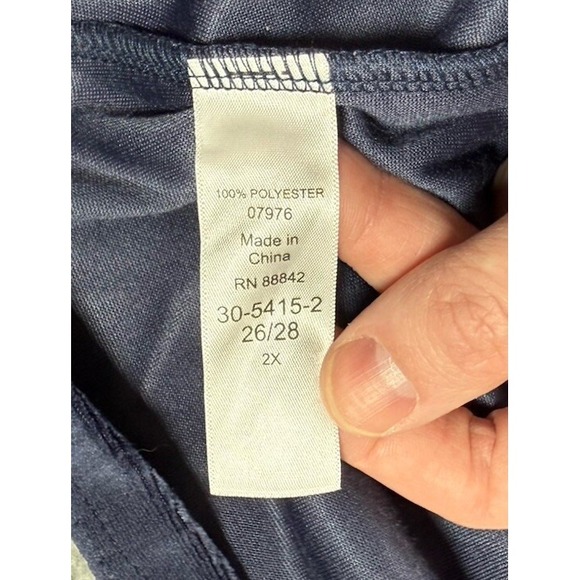 100% POLYESTER
07976
Made in
China
RN 88842
30-5415-2
26/28
2X